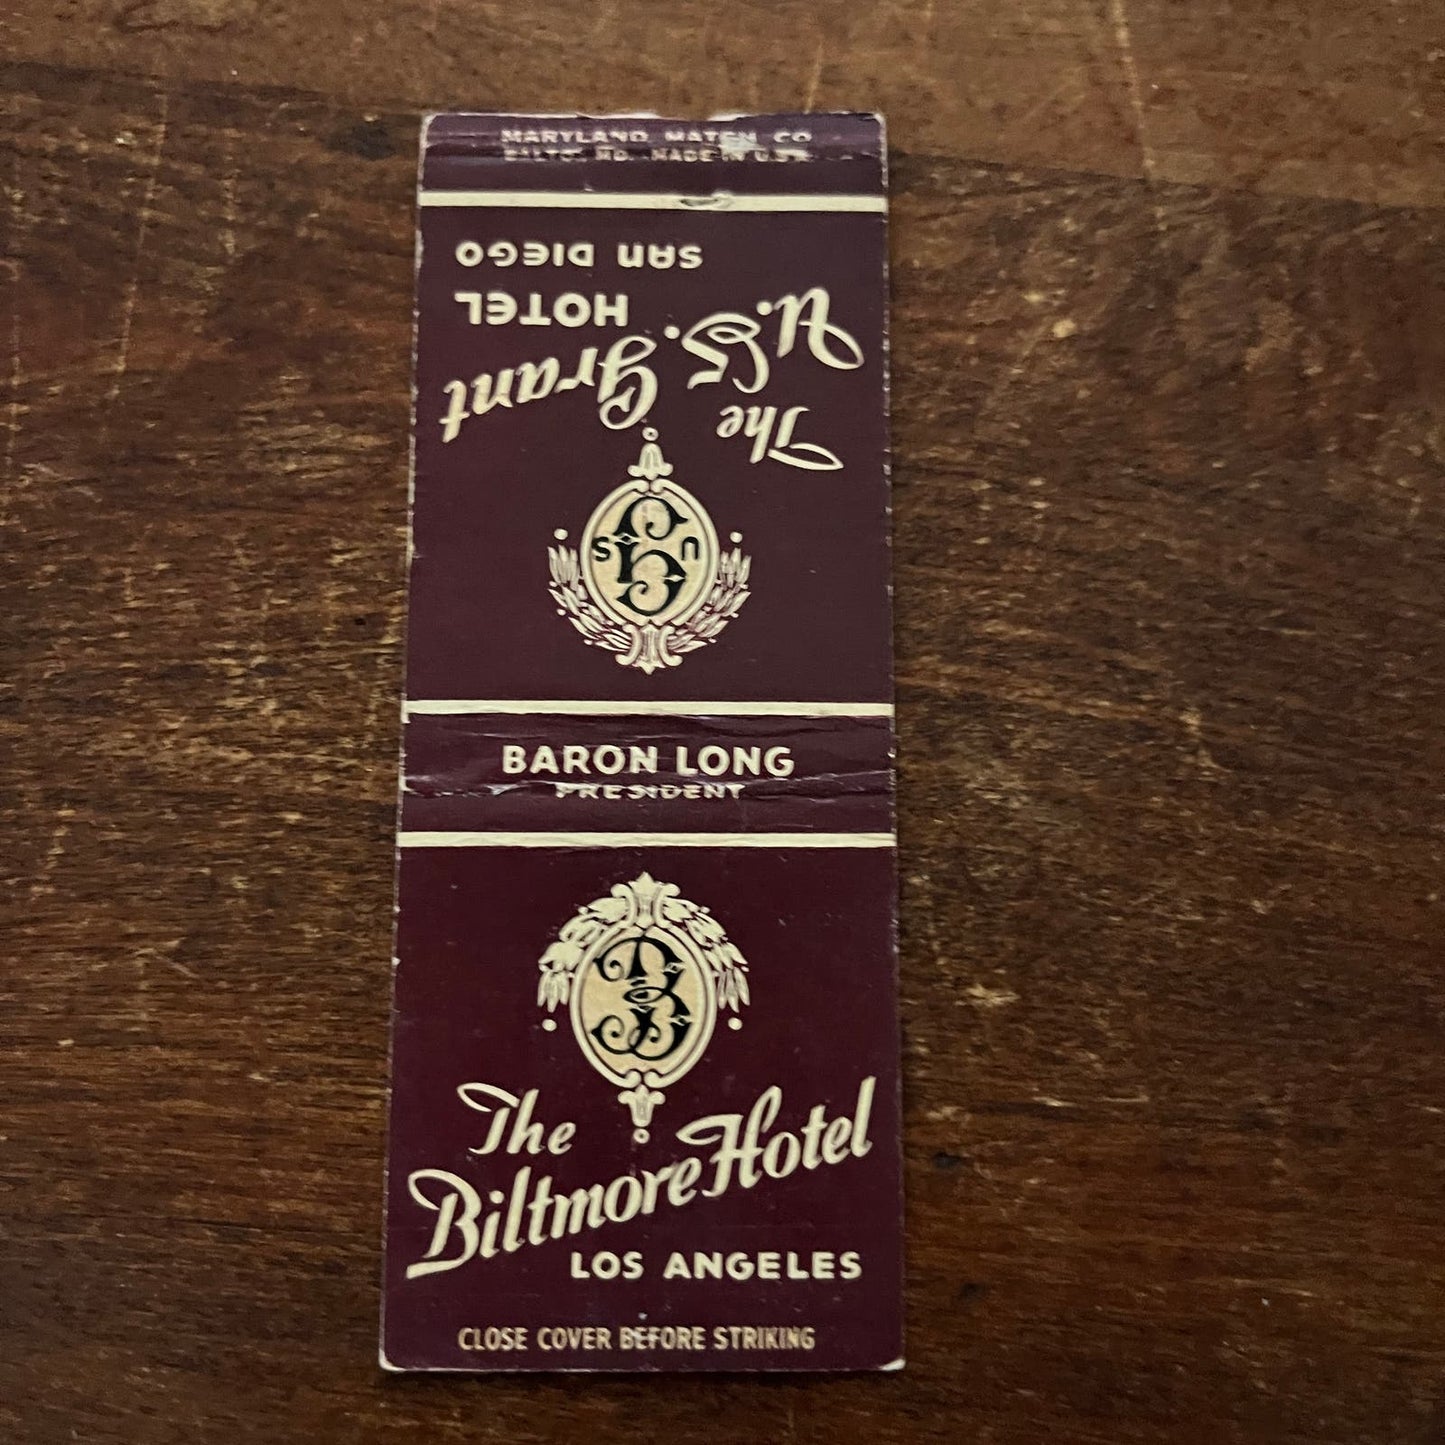 MARYLAND MATCH CO
BALTO. MD. MADE IN U.S.A.
The
U.S. Grant
HOTEL
SAN DIEGO
U G S
BARON LONG
PRESIDENT
B
The
Biltmore Hotel
LOS ANGELES
CLOSE COVER BEFORE STRIKING